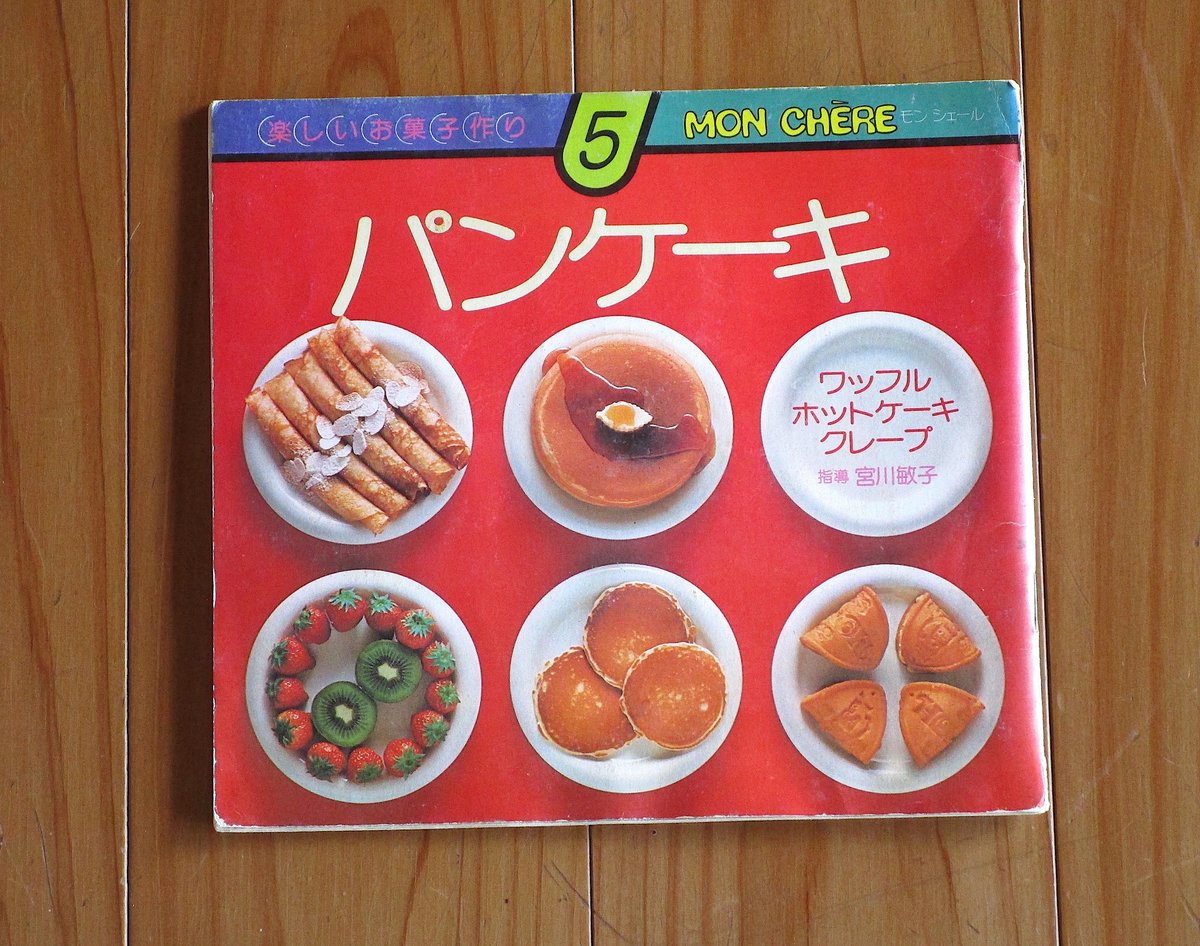 楽しいお菓子作り
5
MON CHÈRE モン シェール
パンケーキ
ワッフル
ホットケーキ
クレープ
指導 宮川敏子